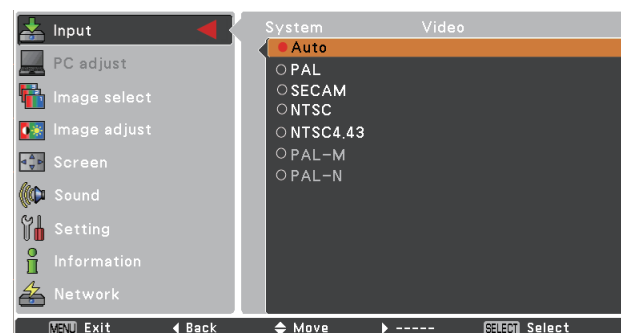 Input
PC adjust
Image select
Image adjust
Screen
Sound
Setting
Information
Network
System Video
Auto
PAL
SECAM
NTSC
NTSC4.43
PAL-M
PAL-N
MENU Exit Back Move ----- SELECT Select